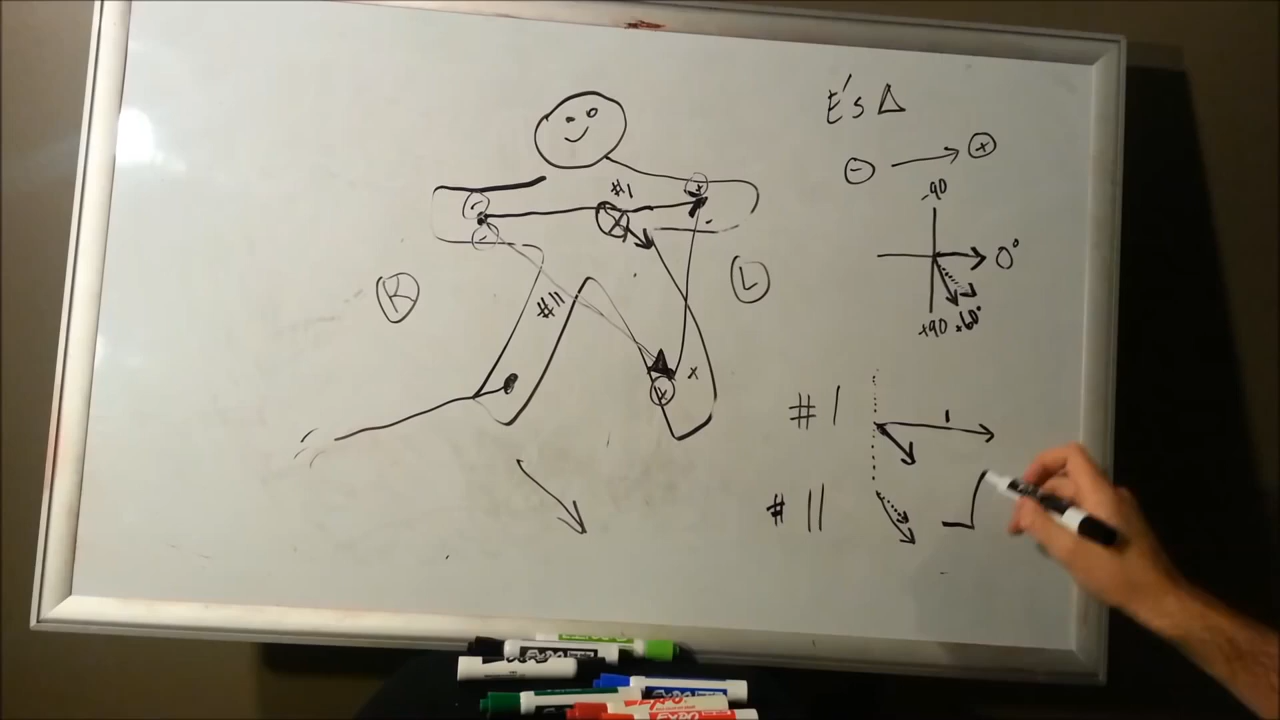 E's Δ
- → +
-90
0°
+90 +60°
#1
R
L
#11
#1
1
#11
EXPO
EXPO
EXPO